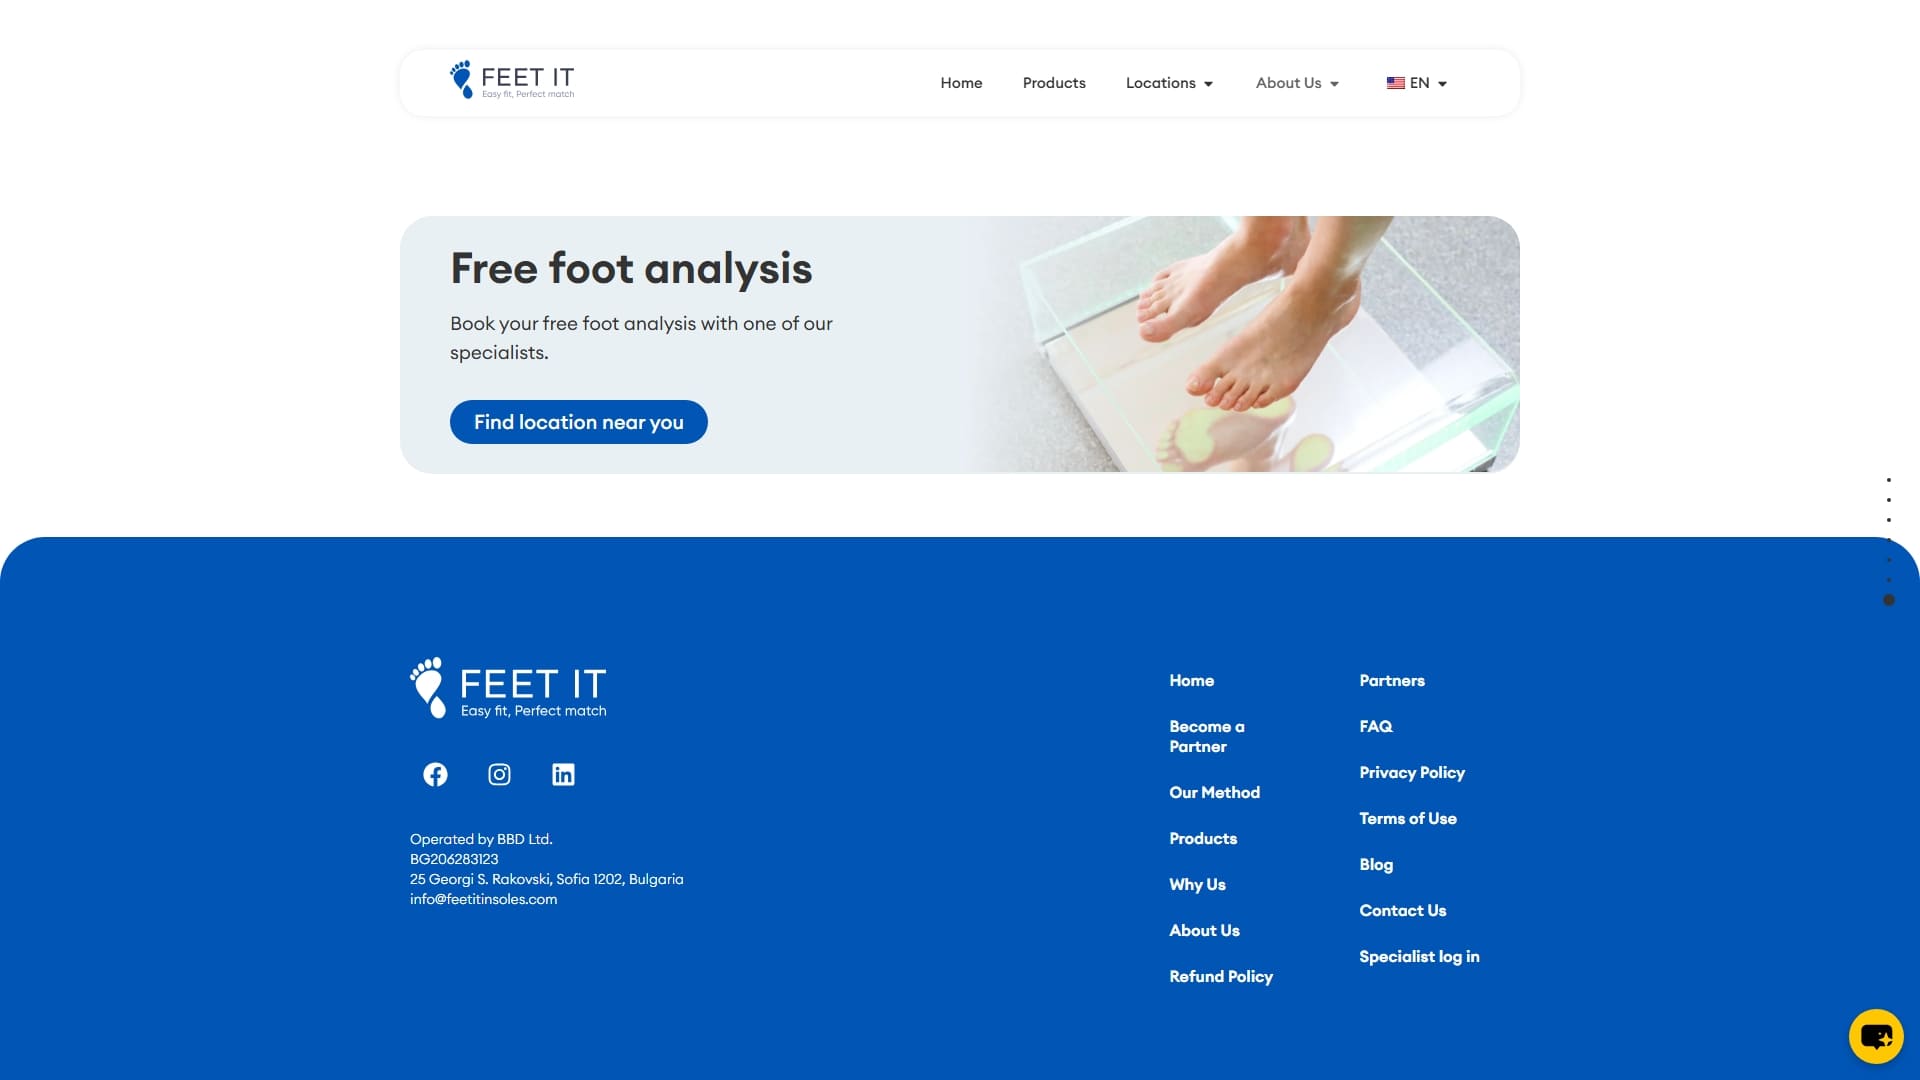 FEET IT
Easy fit, Perfect match
Home
Products
Locations
About Us
EN
Free foot analysis
Book your free foot analysis with one of our
specialists.
Find location near you
FEET IT
Easy fit, Perfect match
Operated by BBD Ltd.
BG206283123
25 Georgi S. Rakovski, Sofia 1202, Bulgaria
info@feetitinsoles.com
Home
Become a
Partner
Our Method
Products
Why Us
About Us
Refund Policy
Partners
FAQ
Privacy Policy
Terms of Use
Blog
Contact Us
Specialist log in